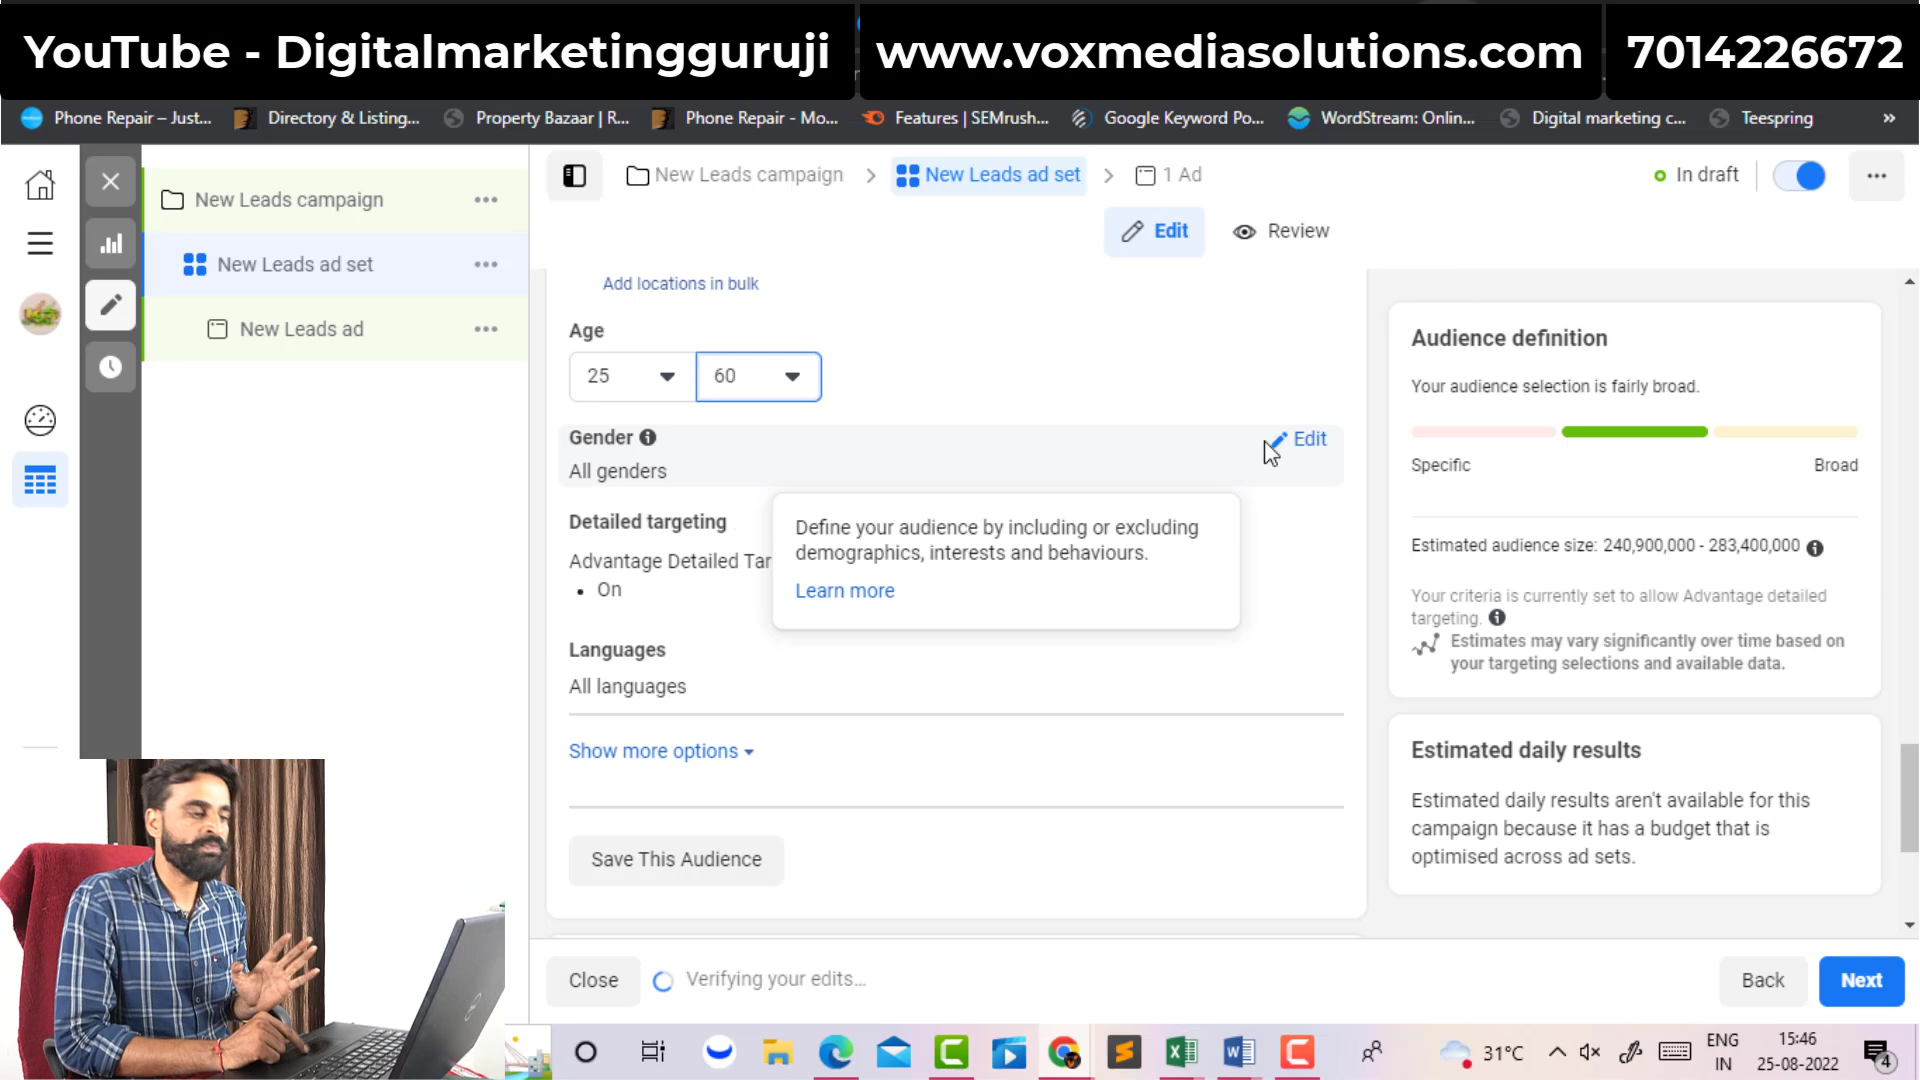 YouTube - Digitalmarketingguruji
www.voxmediasolutions.com
7014226672
Phone Repair – Just...
Directory & Listing...
Property Bazaar | R...
Phone Repair - Mo...
Features | SEMrush...
Google Keyword Po...
WordStream: Onlin...
Digital marketing c...
Teespring
»
New Leads campaign
New Leads ad set
New Leads ad
New Leads campaign > New Leads ad set > 1 Ad
In draft
Edit
Review
Add locations in bulk
Age
25
60
Gender
Edit
All genders
Detailed targeting
Advantage Detailed Tar
• On
Define your audience by including or excluding
demographics, interests and behaviours.
Learn more
Languages
All languages
Show more options
Save This Audience
Audience definition
Your audience selection is fairly broad.
Specific
Broad
Estimated audience size: 240,900,000 - 283,400,000
Your criteria is currently set to allow Advantage detailed
targeting.
Estimates may vary significantly over time based on
your targeting selections and available data.
Estimated daily results
Estimated daily results aren't available for this
campaign because it has a budget that is
optimised across ad sets.
Close
Verifying your edits...
Back
Next
31°C
ENG
IN
15:46
25-08-2022
4